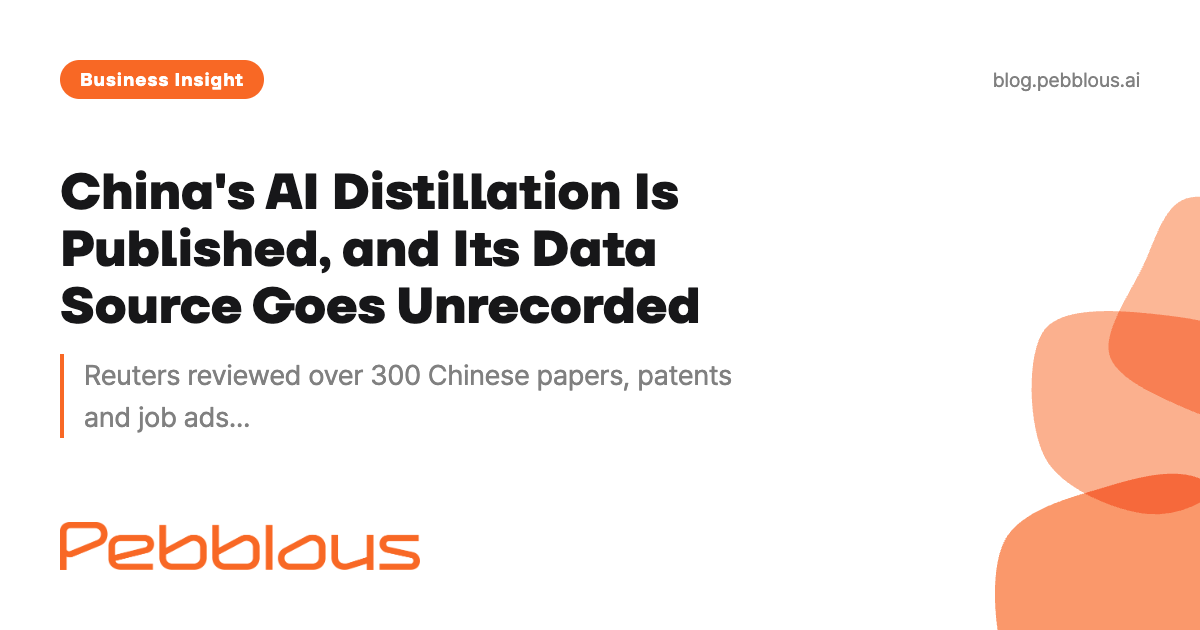 Business Insight
blog.pebblous.ai
China's AI Distillation Is
Published, and Its Data
Source Goes Unrecorded
Reuters reviewed over 300 Chinese papers, patents
and job ads...
Pebblous